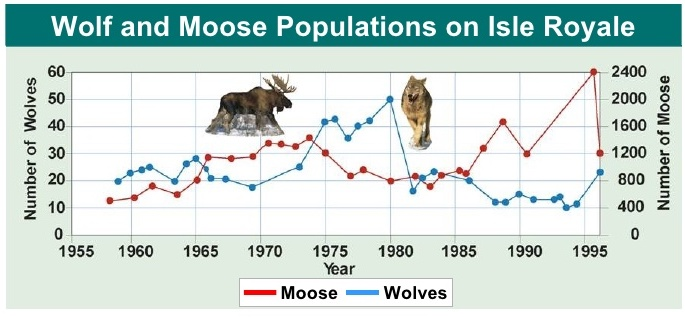 Wolf and Moose Populations on Isle Royale
Number of Wolves
60
50
40
30
20
10
0
2400
2000
1600
1200
800
400
0
Number of Moose
1955 1960 1965 1970 1975 1980 1985 1990 1995
Year
Moose Wolves